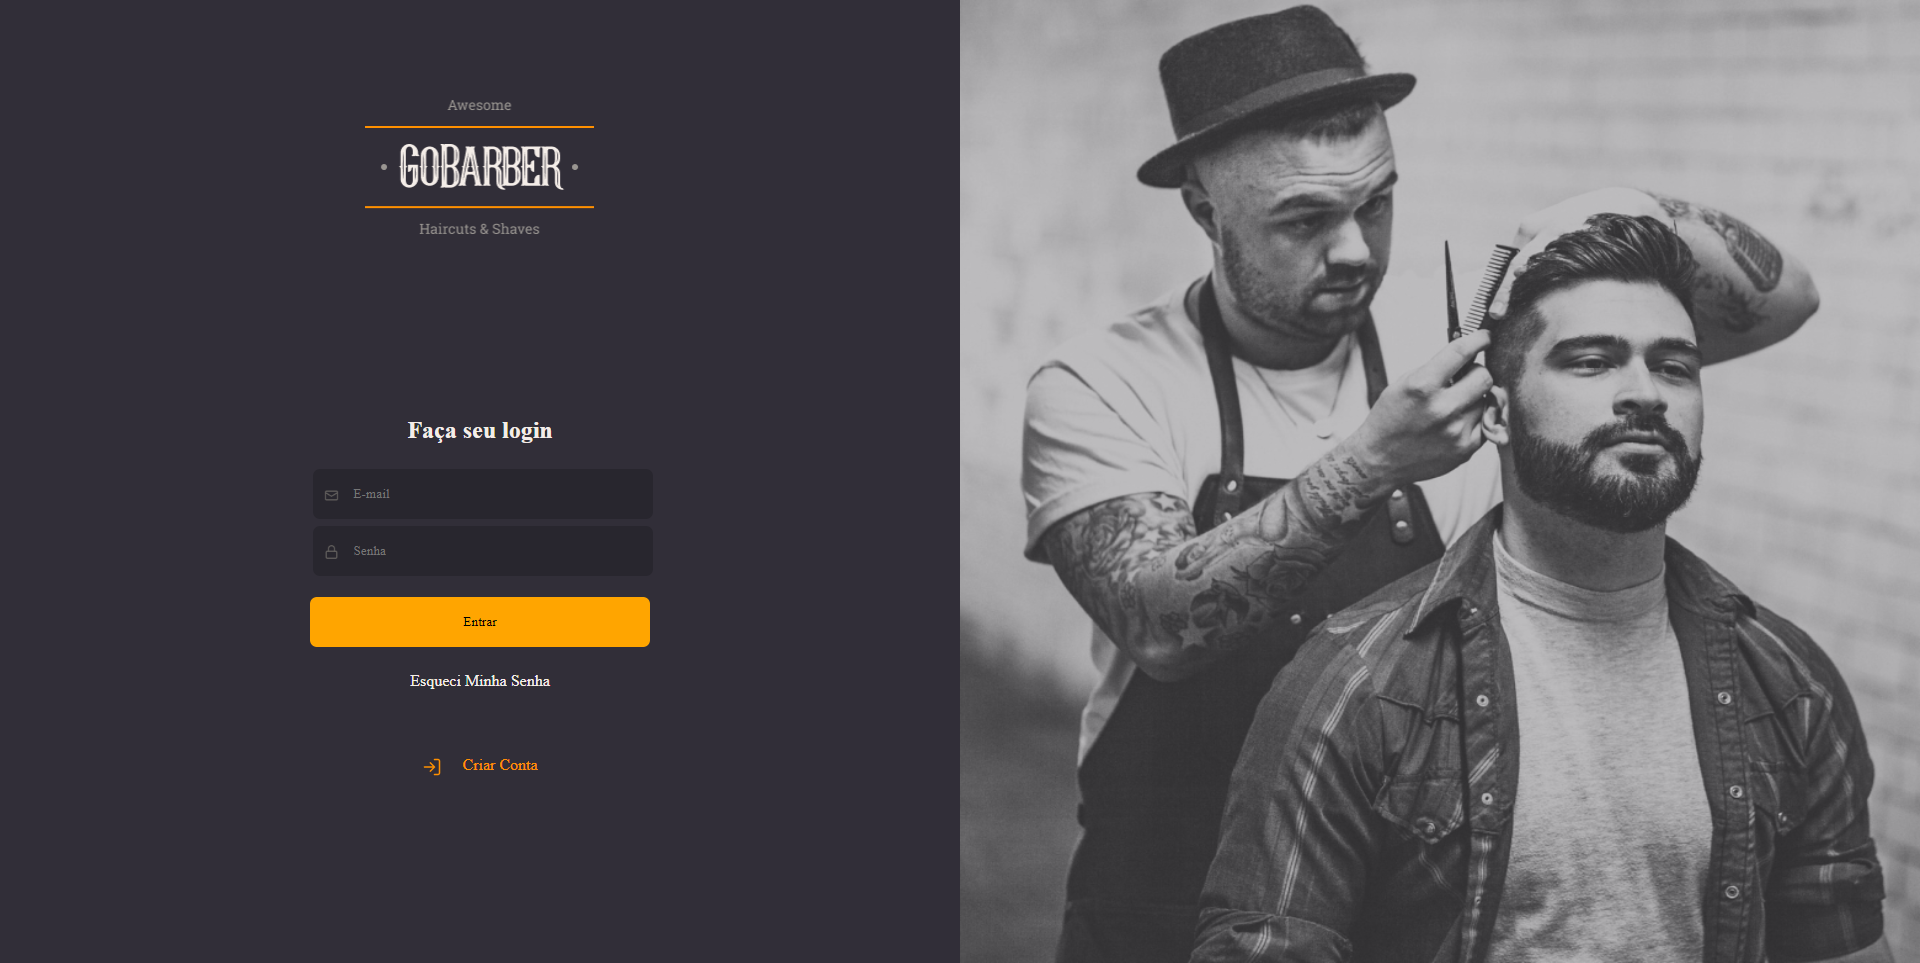 Awesome
• GOBARBER •
Haircuts & Shaves
Faça seu login
E-mail
Senha
Entrar
Esqueci Minha Senha
Criar Conta